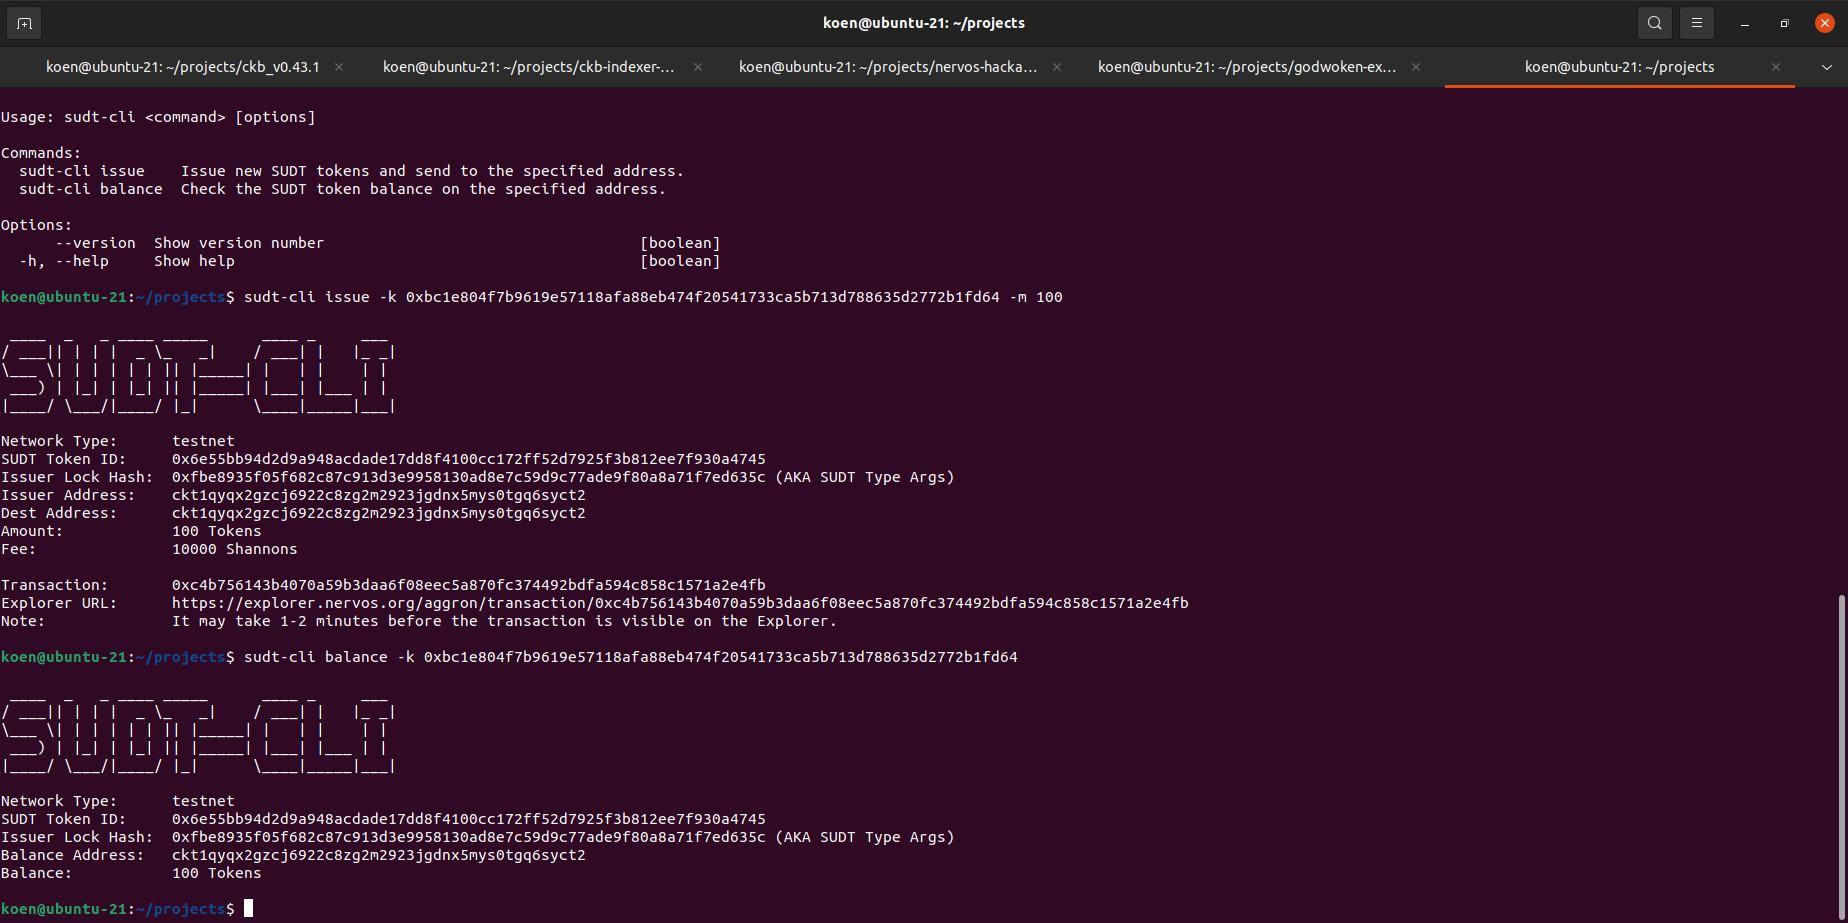 koen@ubuntu-21: ~/projects
koen@ubuntu-21: ~/projects/ckb_v0.43.1
koen@ubuntu-21: ~/projects/ckb-indexer-...
koen@ubuntu-21: ~/projects/nervos-hacka...
koen@ubuntu-21: ~/projects/godwoken-ex...
koen@ubuntu-21: ~/projects
Usage: sudt-cli <command> [options]
Commands:
sudt-cli issue    Issue new SUDT tokens and send to the specified address.
sudt-cli balance  Check the SUDT token balance on the specified address.
Options:
--version  Show version number                                   [boolean]
-h, --help     Show help                                             [boolean]
koen@ubuntu-21:~/projects$ sudt-cli issue -k 0xbc1e804f7b9619e57118afa88eb474f20541733ca5b713d788635d2772b1fd64 -m 100
SUDT-CLI
Network Type:      testnet
SUDT Token ID:     0x6e55bb94d2d9a948acdade17dd8f4100cc172ff52d7925f3b812ee7f930a4745
Issuer Lock Hash:  0xfbe8935f05f682c87c913d3e9958130ad8e7c59d9c77ade9f80a8a71f7ed635c (AKA SUDT Type Args)
Issuer Address:    ckt1qyqx2gzcj6922c8zg2m2923jgdnx5mys0tgq6syct2
Dest Address:      ckt1qyqx2gzcj6922c8zg2m2923jgdnx5mys0tgq6syct2
Amount:            100 Tokens
Fee:               10000 Shannons
Transaction:       0xc4b756143b4070a59b3daa6f08eec5a870fc374492bdfa594c858c1571a2e4fb
Explorer URL:      https://explorer.nervos.org/aggron/transaction/0xc4b756143b4070a59b3daa6f08eec5a870fc374492bdfa594c858c1571a2e4fb
Note:              It may take 1-2 minutes before the transaction is visible on the Explorer.
koen@ubuntu-21:~/projects$ sudt-cli balance -k 0xbc1e804f7b9619e57118afa88eb474f20541733ca5b713d788635d2772b1fd64
SUDT-CLI
Network Type:      testnet
SUDT Token ID:     0x6e55bb94d2d9a948acdade17dd8f4100cc172ff52d7925f3b812ee7f930a4745
Issuer Lock Hash:  0xfbe8935f05f682c87c913d3e9958130ad8e7c59d9c77ade9f80a8a71f7ed635c (AKA SUDT Type Args)
Balance Address:   ckt1qyqx2gzcj6922c8zg2m2923jgdnx5mys0tgq6syct2
Balance:           100 Tokens
koen@ubuntu-21:~/projects$